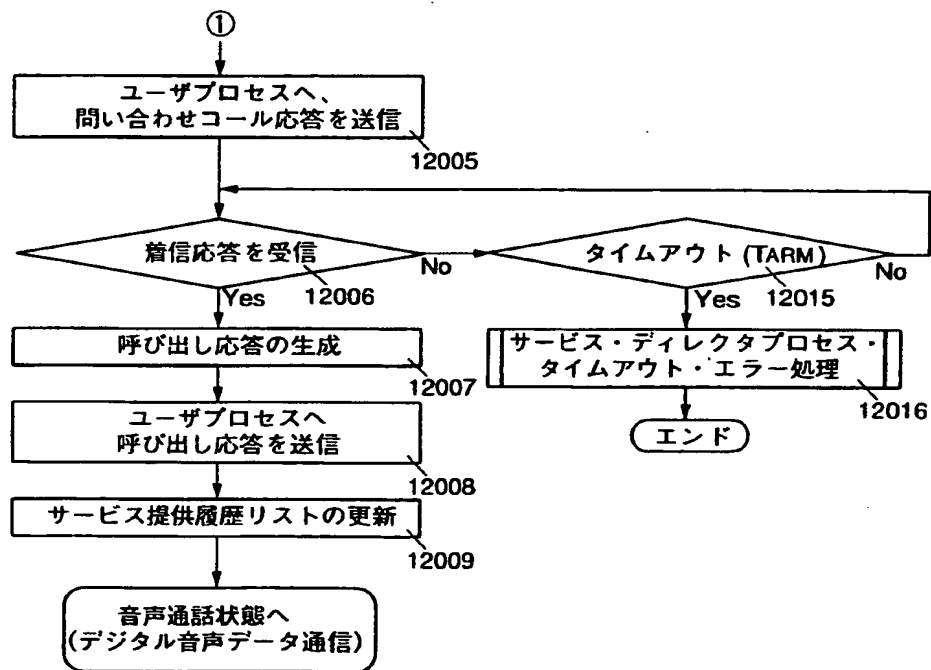 ①
ユーザプロセスへ、
問い合わせコール応答を送信
12005
着信応答を受信
No
12006
Yes
タイムアウト(TARM)
No
12015
Yes
呼び出し応答の生成
12007
サービス・ディレクタプロセス・
タイムアウト・エラー処理
12016
ユーザプロセスへ
呼び出し応答を送信
12008
エンド
サービス提供履歴リストの更新
12009
音声通話状態へ
(デジタル音声データ通信)